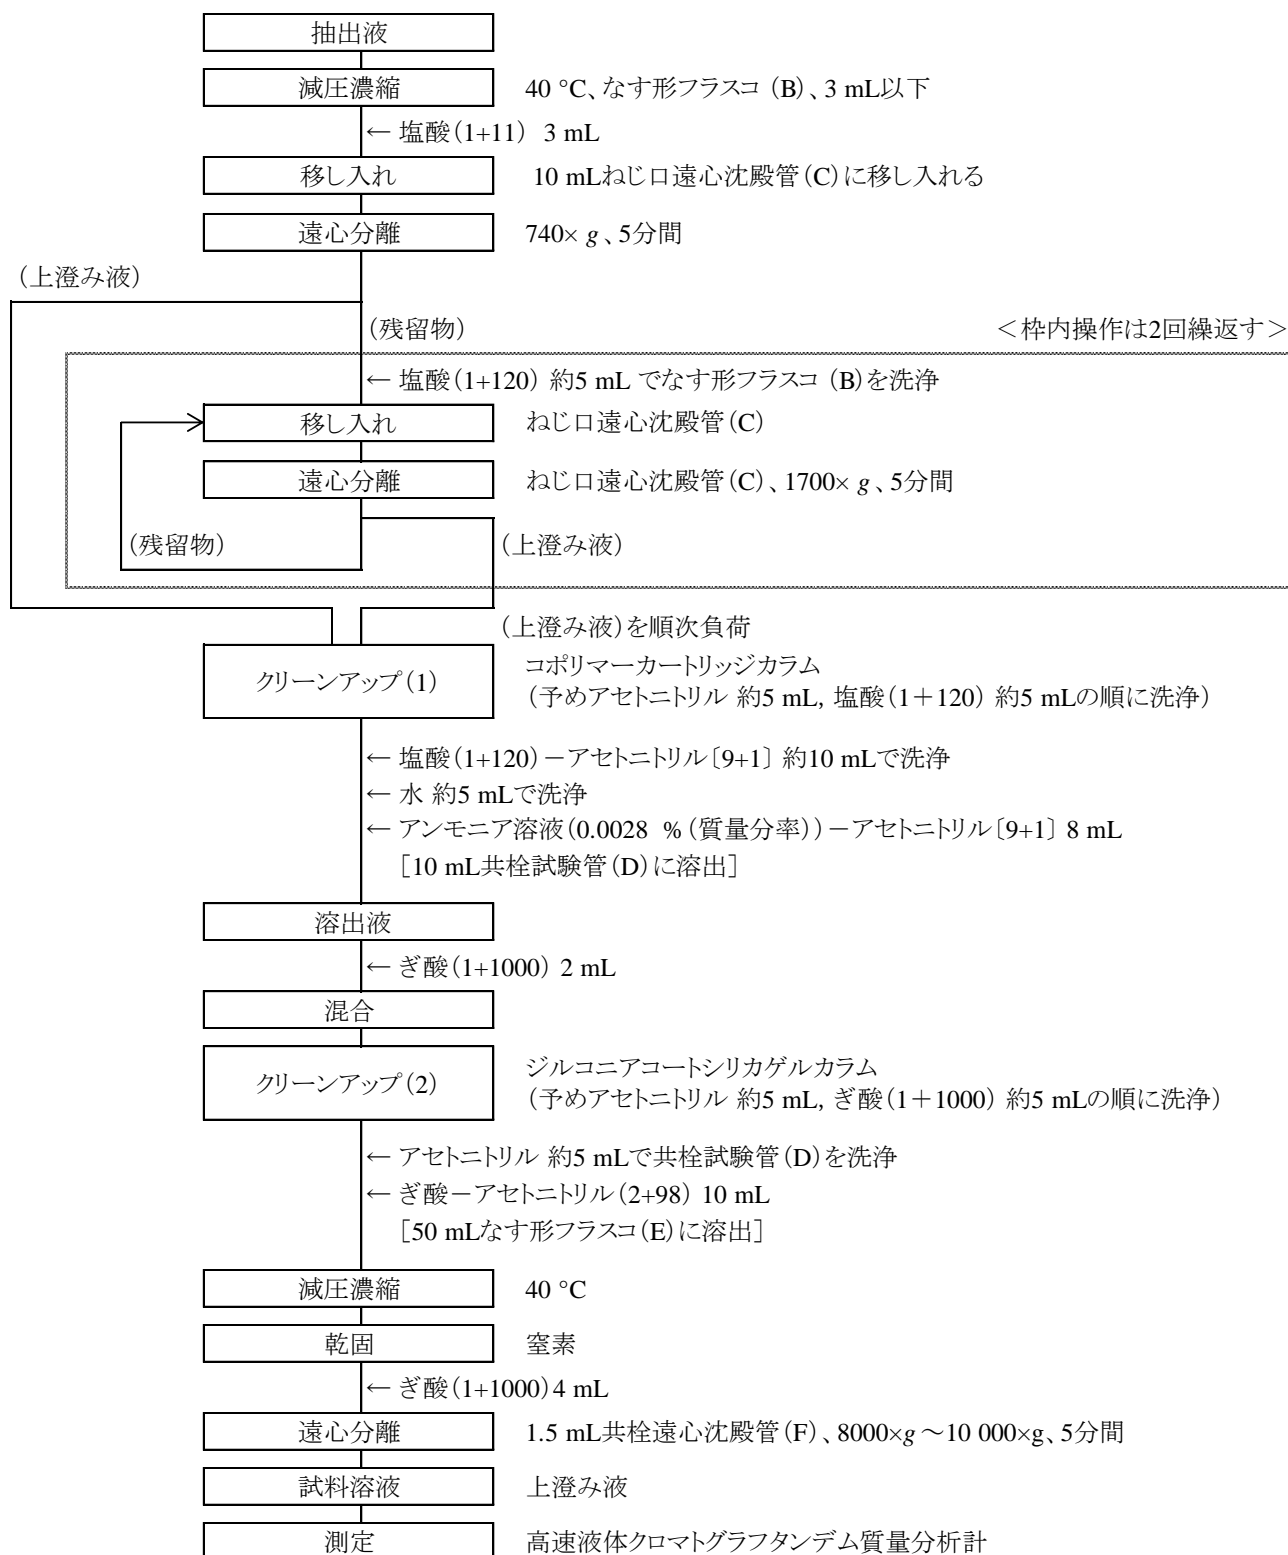 抽出液
減圧濃縮 40 °C、なす形フラスコ（B）、3 mL以下
← 塩酸（1+11） 3 mL
移し入れ 10 mLねじ口遠心沈殿管（C）に移し入れる
遠心分離 740× g 、5分間
（上澄み液）
（残留物） ＜枠内操作は2回繰返す＞
← 塩酸（1+120） 約5 mL でなす形フラスコ（B）を洗浄
移し入れ ねじ口遠心沈殿管（C）
遠心分離 ねじ口遠心沈殿管（C）、1700× g 、5分間
（残留物） （上澄み液）
（上澄み液）を順次負荷
クリーンアップ（1） コポリマーカートリッジカラム
（予めアセトニトリル 約5 mL, 塩酸（1＋120） 約5 mLの順に洗浄）
← 塩酸（1+120）－アセトニトリル［9+1］ 約10 mLで洗浄
← 水 約5 mLで洗浄
← アンモニア溶液（0.0028 %（質量分率））－アセトニトリル［9+1］ 8 mL
［10 mL共栓試験管（D）に溶出］
溶出液
← ぎ酸（1+1000） 2 mL
混合
クリーンアップ（2） ジルコニアコートシリカゲルカラム
（予めアセトニトリル 約5 mL, ぎ酸（1＋1000） 約5 mLの順に洗浄）
← アセトニトリル 約5 mLで共栓試験管（D）を洗浄
← ぎ酸－アセトニトリル（2+98） 10 mL
［50 mLなす形フラスコ（E）に溶出］
減圧濃縮 40 °C
乾固 窒素
← ぎ酸（1+1000）4 mL
遠心分離 1.5 mL共栓遠心沈殿管（F）、8000×g ～10 000×g、5分間
試料溶液 上澄み液
測定 高速液体クロマトグラフタンデム質量分析計